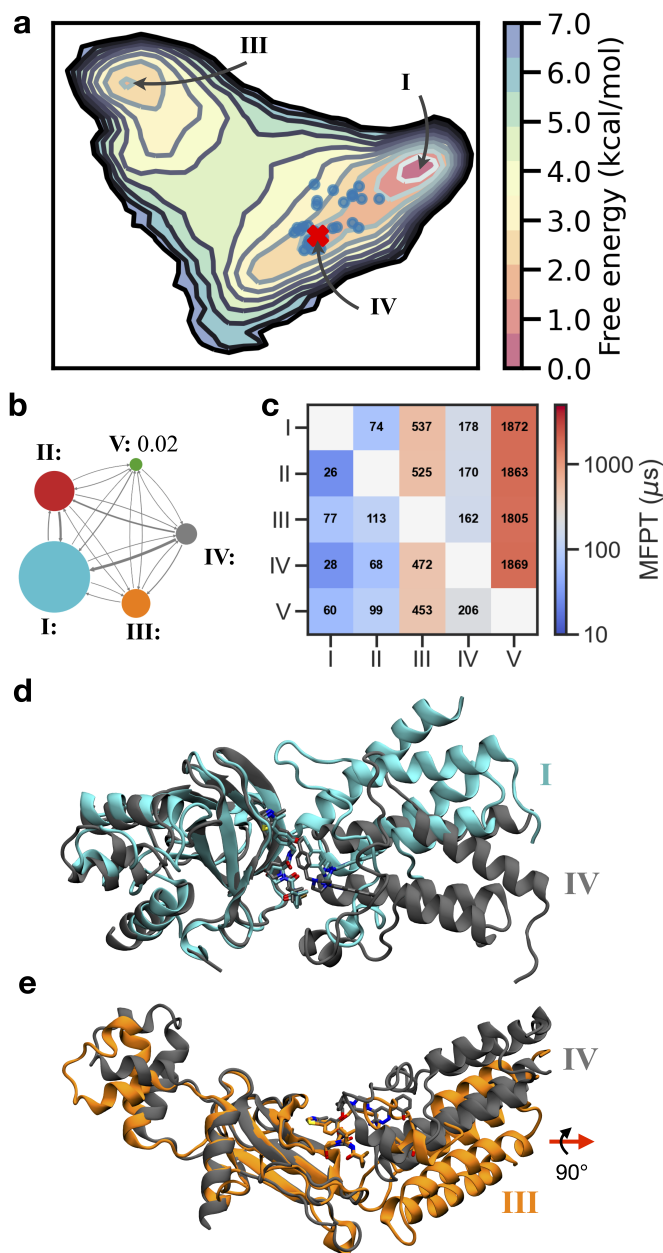 a
III
I
IV
7.0
6.0
5.0
4.0
3.0
2.0
1.0
0.0
Free energy (kcal/mol)
b
V: 0.02
II:
IV:
I:
III:
c
I 74 537 178 1872
II 26 525 170 1863
III 77 113 162 1805
IV 28 68 472 1869
V 60 99 453 206
I II III IV V
1000
100
10
MFPT (μs)
d
I
IV
e
IV
III
90°